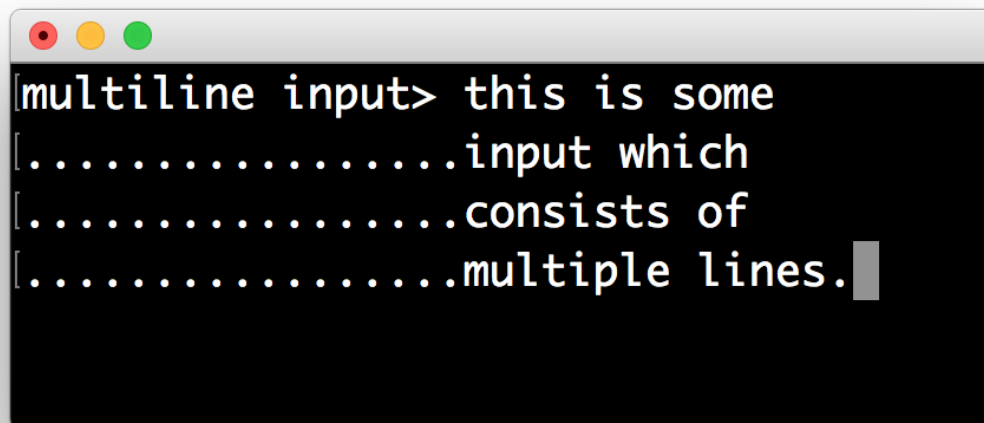 multiline input> this is some
.................input which
.................consists of
.................multiple lines.